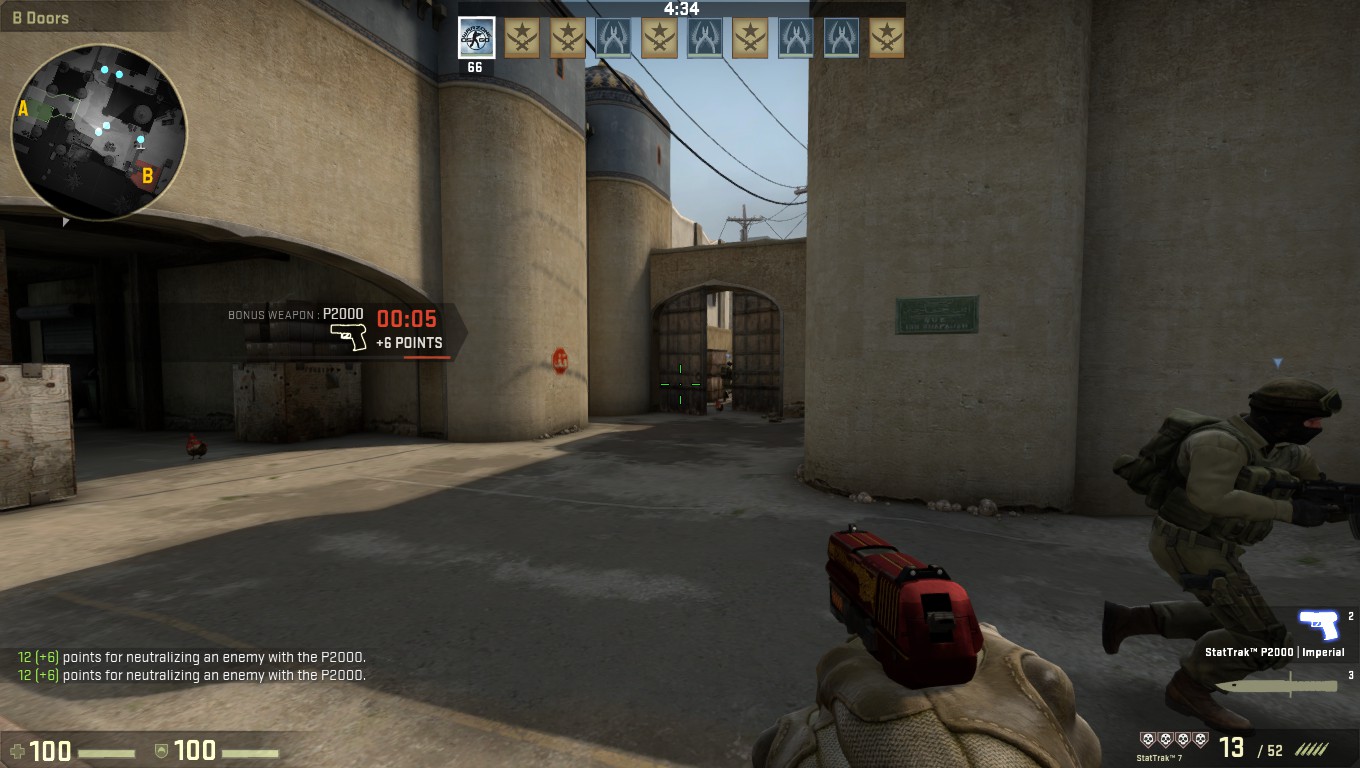 B Doors
4:34
66
A
B
BONUS WEAPON : P2000
00:05
+6 POINTS
12 (+6) points for neutralizing an enemy with the P2000.
12 (+6) points for neutralizing an enemy with the P2000.
2
StatTrak™ P2000 | Imperial
3
100
100
StatTrak™ 7
13 / 52